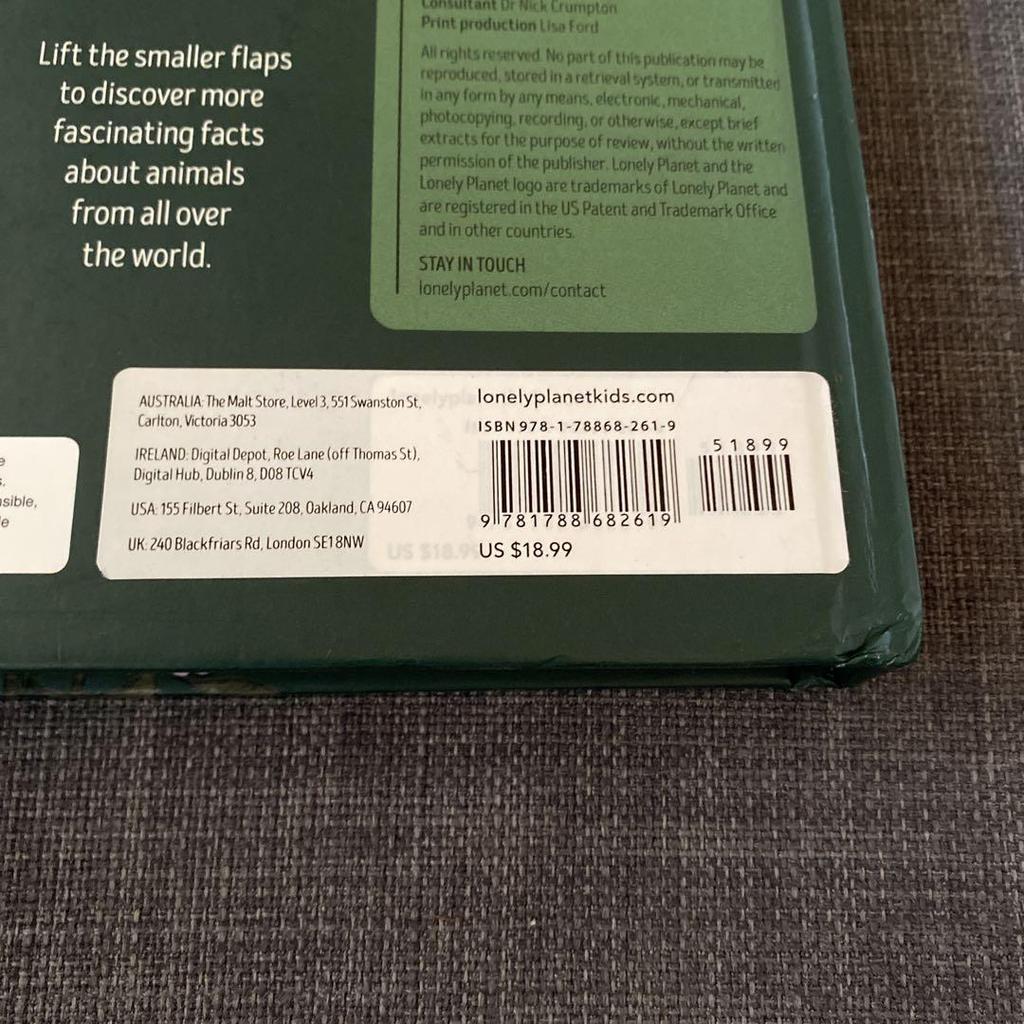 Lift the smaller flaps
to discover more
fascinating facts
about animals
from all over
the world.
Consultant Dr Nick Crumpton
Print production Lisa Ford
All rights reserved. No part of this publication may be
reproduced, stored in a retrieval system, or transmitted
in any form by any means, electronic, mechanical,
photocopying, recording, or otherwise, except brief
extracts for the purpose of review, without the written
permission of the publisher. Lonely Planet and the
Lonely Planet logo are trademarks of Lonely Planet and
are registered in the US Patent and Trademark Office
and in other countries.
STAY IN TOUCH
lonelyplanet.com/contact
AUSTRALIA: The Malt Store, Level 3, 551 Swanston St,
Carlton, Victoria 3053
IRELAND: Digital Depot, Roe Lane (off Thomas St),
Digital Hub, Dublin 8, D08 TCV4
USA: 155 Filbert St, Suite 208, Oakland, CA 94607
UK: 240 Blackfriars Rd, London SE1 8NW
lonelyplanetkids.com
ISBN 978-1-78868-261-9
51899
9 781788 682619
US $18.99